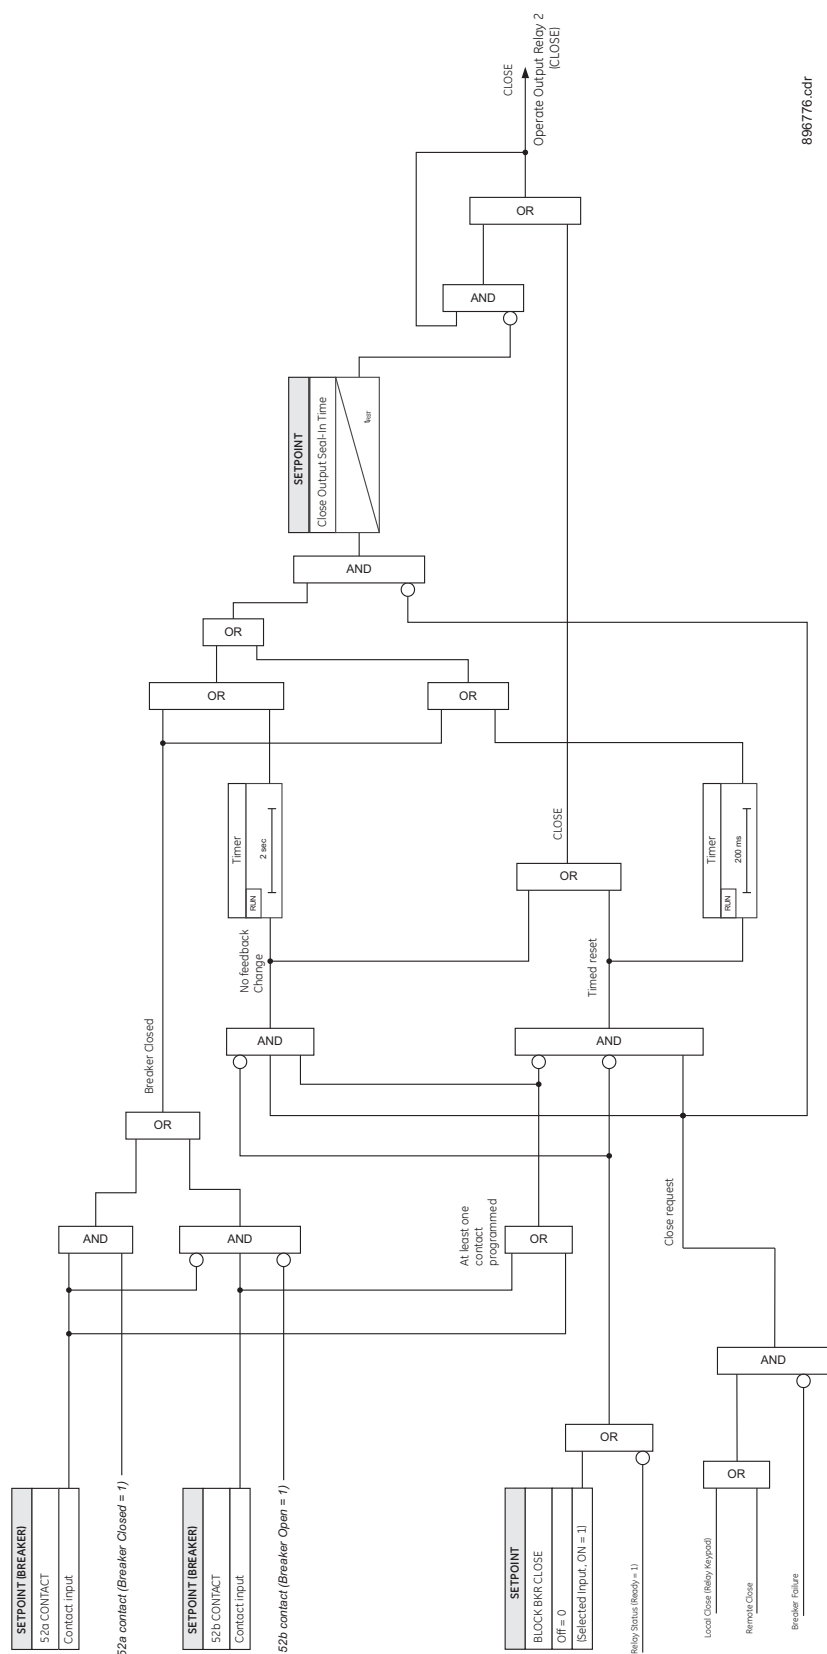 CLOSE
Operate Output Relay 2
(CLOSE)
896776.cdr
OR
AND
SETPOINT
Close Output Seal-In Time
tRST
AND
OR
OR
OR
Timer
RUN
2 sec
CLOSE
Timer
RUN
200 ms
OR
No feedback
Change
Timed reset
Breaker Closed
AND
AND
OR
AND
AND
At least one
contact
programmed
OR
Close request
AND
OR
OR
SETPOINT (BREAKER)
52a CONTACT
Contact input
52a contact (Breaker Closed = 1)
SETPOINT (BREAKER)
52b CONTACT
Contact input
52b contact (Breaker Open = 1)
SETPOINT
BLOCK BKR CLOSE
Off = 0
(Selected Input, ON = 1)
Relay Status (Ready = 1)
Local Close (Relay Keypad)
Remote Close
Breaker Failure